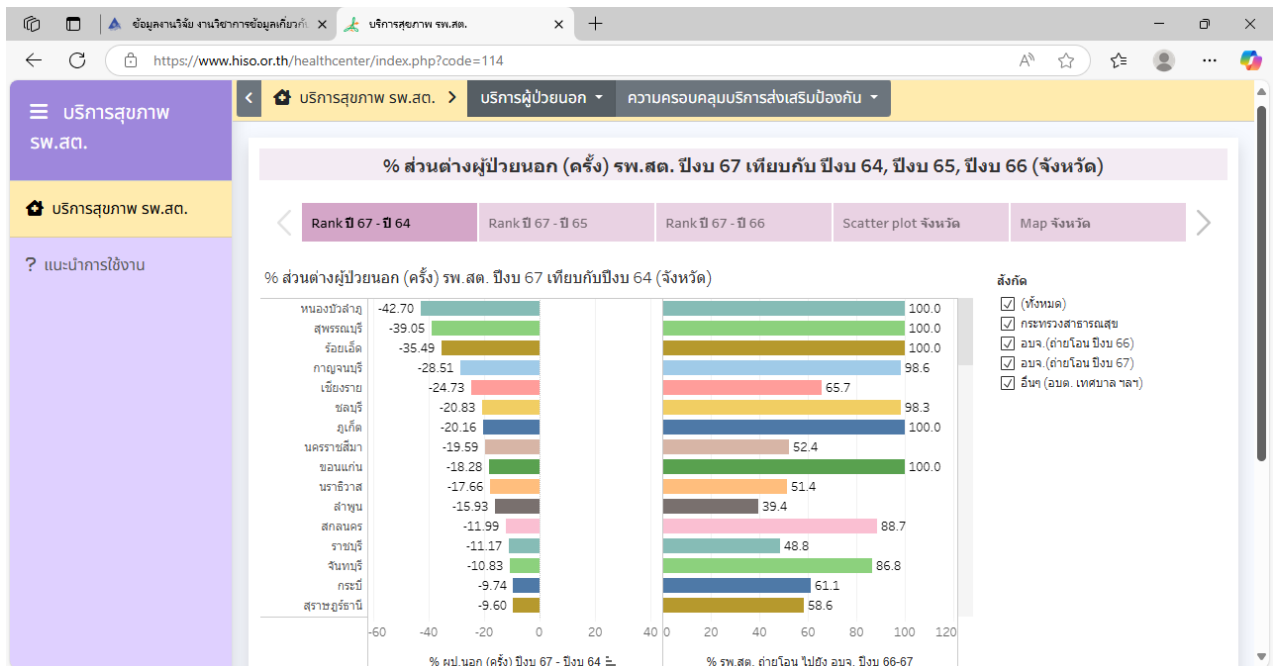 ข้อมูลงานวิจัย งานวิชาการข้อมูลเกี่ยวกั
บริการสุขภาพ รพ.สต.
https://www.hiso.or.th/healthcenter/index.php?code=114
บริการสุขภาพ รพ.สต.
บริการสุขภาพ รพ.สต.
แนะนำการใช้งาน
บริการสุขภาพ รพ.สต.
บริการผู้ป่วยนอก
ความครอบคลุมบริการส่งเสริมป้องกัน
% ส่วนต่างผู้ป่วยนอก (ครั้ง) รพ.สต. ปีงบ 67 เทียบกับ ปีงบ 64, ปีงบ 65, ปีงบ 66 (จังหวัด)
Rank ปี 67 - ปี 64
Rank ปี 67 - ปี 65
Rank ปี 67 - ปี 66
Scatter plot จังหวัด
Map จังหวัด
% ส่วนต่างผู้ป่วยนอก (ครั้ง) รพ.สต. ปีงบ 67 เทียบกับปีงบ 64 (จังหวัด)
หนองบัวลำภู -42.70 100.0
สุพรรณบุรี -39.05 100.0
ร้อยเอ็ด -35.49 100.0
กาญจนบุรี -28.51 98.6
เชียงราย -24.73 65.7
ชลบุรี -20.83 98.3
ภูเก็ต -20.16 100.0
นครราชสีมา -19.59 52.4
ขอนแก่น -18.28 100.0
นราธิวาส -17.66 51.4
ลำพูน -15.93 39.4
สกลนคร -11.99 88.7
ราชบุรี -11.17 48.8
จันทบุรี -10.83 86.8
กระบี่ -9.74 61.1
สุราษฎร์ธานี -9.60 58.6
-60 -40 -20 0 20 40 0 20 40 60 80 100 120
% ผป.นอก (ครั้ง) ปีงบ 67 - ปีงบ 64
% รพ.สต. ถ่ายโอน ไปยัง อบจ. ปีงบ 66-67
สังกัด
(ทั้งหมด)
กระทรวงสาธารณสุข
อบจ.(ถ่ายโอน ปีงบ 66)
อบจ.(ถ่ายโอน ปีงบ 67)
อื่นๆ (อบต. เทศบาล ฯลฯ)